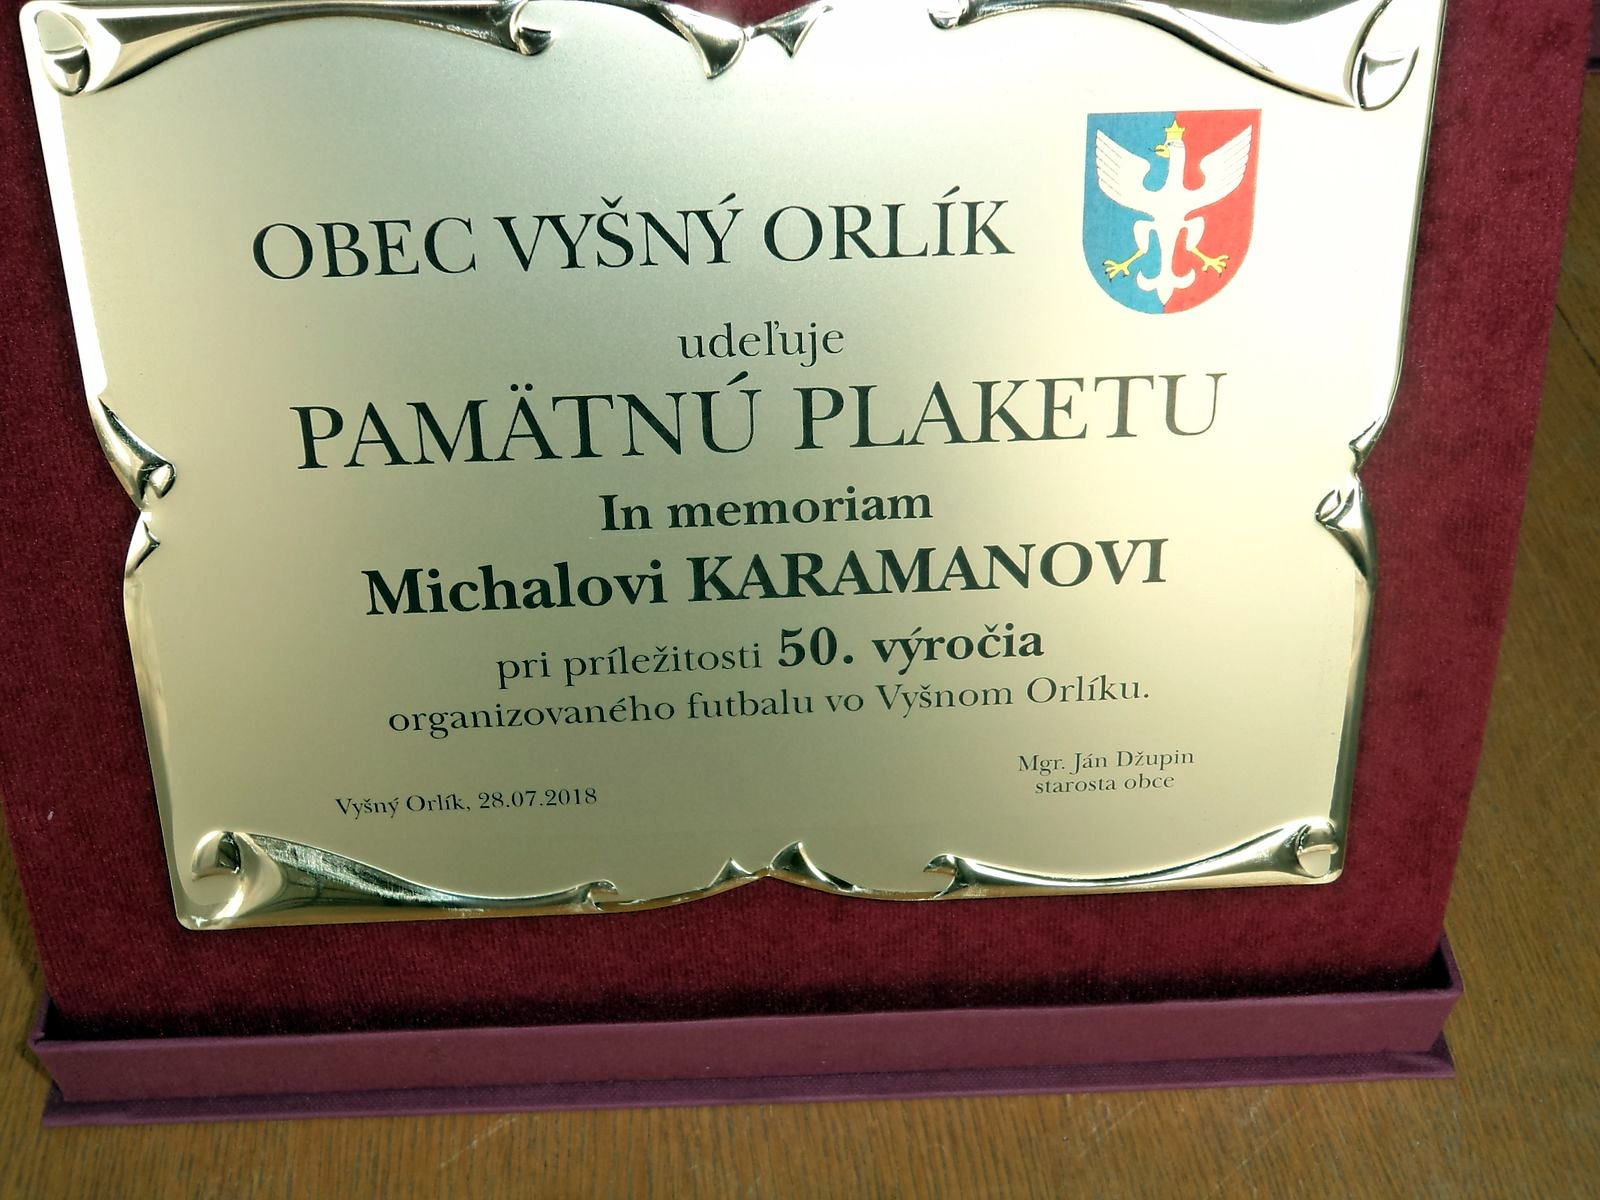 OBEC VYŠNÝ ORLÍK
udeľuje
PAMÄTNÚ PLAKETU
In memoriam
Michalovi KARAMANOVI
pri príležitosti 50. výročia
organizovaného futbalu vo Vyšnom Orlíku.
Mgr. Ján Džupin
starosta obce
Vyšný Orlík, 28.07.2018